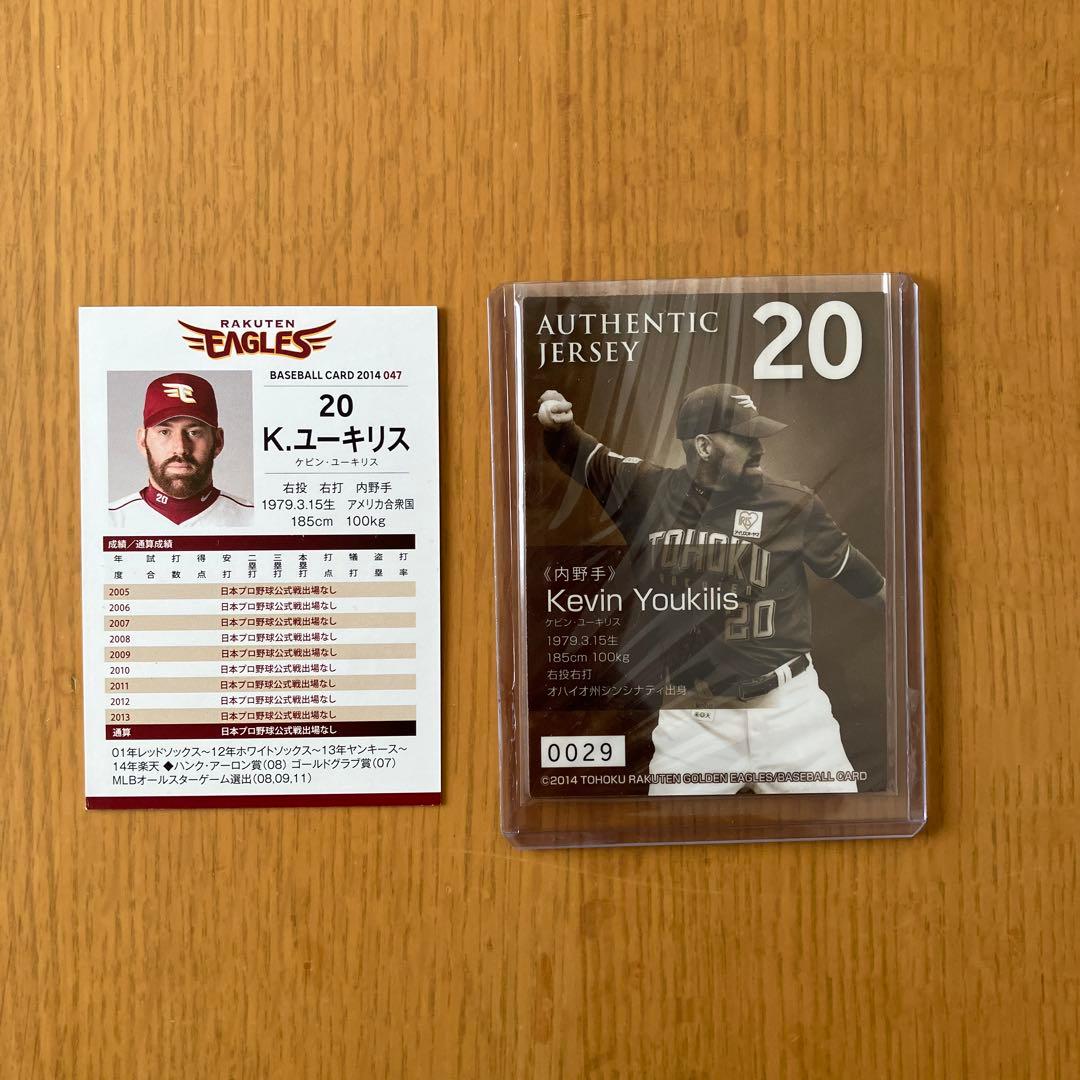 RAKUTEN
EAGLES
BASEBALL CARD 2014 047
20
K.ユーキリス
ケビン・ユーキリス
右投 右打 内野手
1979.3.15生 アメリカ合衆国
185cm 100kg
20
成績/通算成績
年度 試合 打数 得点 安打 二塁打 三塁打 本塁打 打点 犠打 盗塁 打率
2005 日本プロ野球公式戦出場なし
2006 日本プロ野球公式戦出場なし
2007 日本プロ野球公式戦出場なし
2008 日本プロ野球公式戦出場なし
2009 日本プロ野球公式戦出場なし
2010 日本プロ野球公式戦出場なし
2011 日本プロ野球公式戦出場なし
2012 日本プロ野球公式戦出場なし
2013 日本プロ野球公式戦出場なし
通算 日本プロ野球公式戦出場なし
01年レッドソックス~12年ホワイトソックス~13年ヤンキース~
14年楽天 ◆ハンク・アーロン賞(08) ゴールドグラブ賞(07)
MLBオールスターゲーム選出(08,09,11)
AUTHENTIC
JERSEY
20
TOHOKU
20
《内野手》
Kevin Youkilis
ケビン・ユーキリス
1979.3.15生
185cm 100kg
右投右打
オハイオ州シンシナティ出身
0029
©2014 TOHOKU RAKUTEN GOLDEN EAGLES/BASEBALL CARD